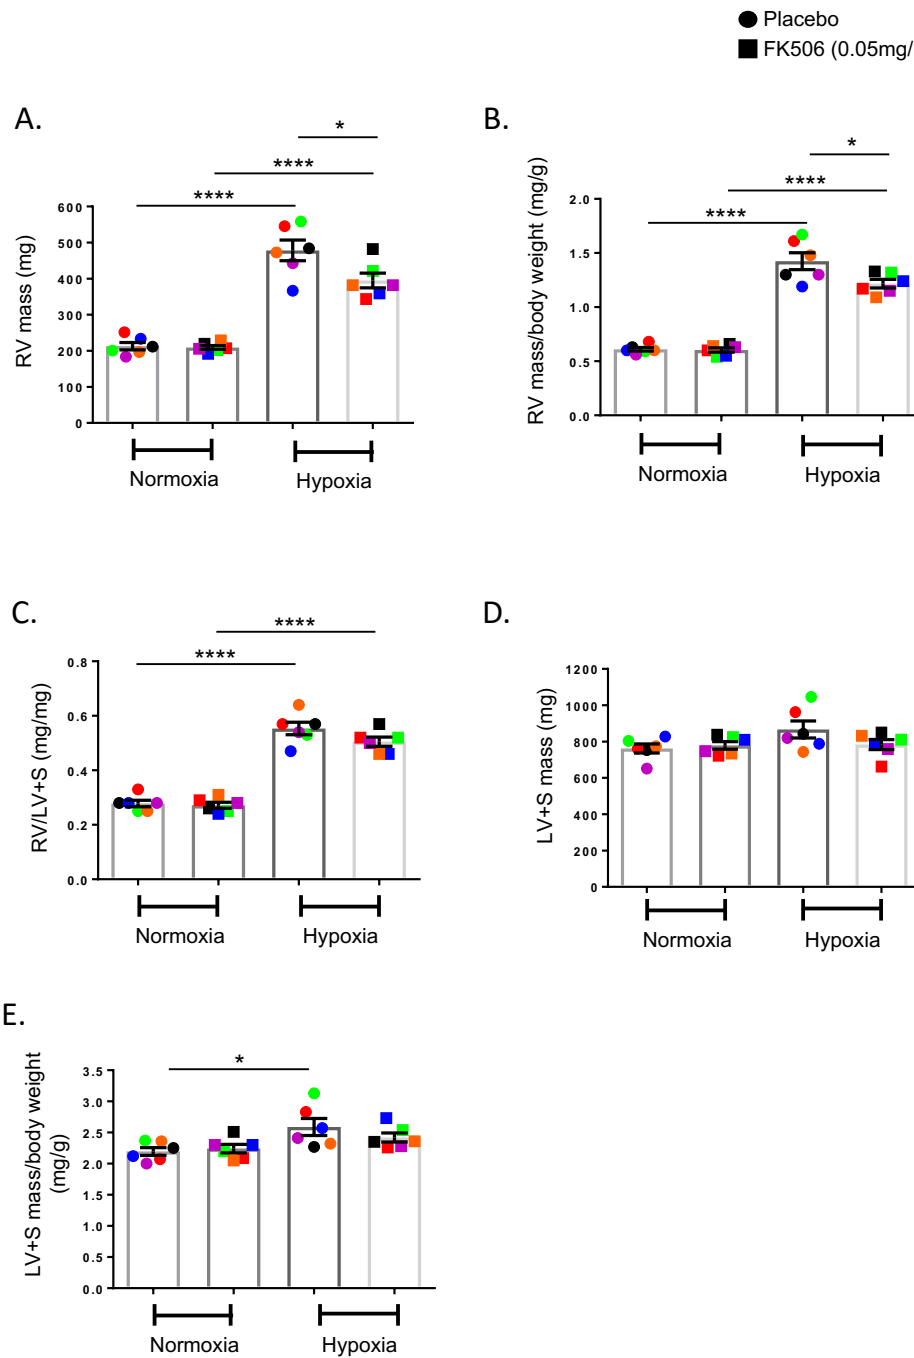 Placebo
FK506 (0.05mg/
A.
*
****
****
RV mass (mg)
600
500
400
300
200
100
0
Normoxia
Hypoxia
B.
*
****
****
RV mass/body weight (mg/g)
2.0
1.5
1.0
0.5
0.0
Normoxia
Hypoxia
C.
****
****
RV/LV+S (mg/mg)
0.8
0.6
0.4
0.2
0.0
Normoxia
Hypoxia
D.
LV+S mass (mg)
1200
1000
800
600
400
200
0
Normoxia
Hypoxia
E.
*
LV+S mass/body weight
(mg/g)
3.5
3.0
2.5
2.0
1.5
1.0
0.5
0.0
Normoxia
Hypoxia